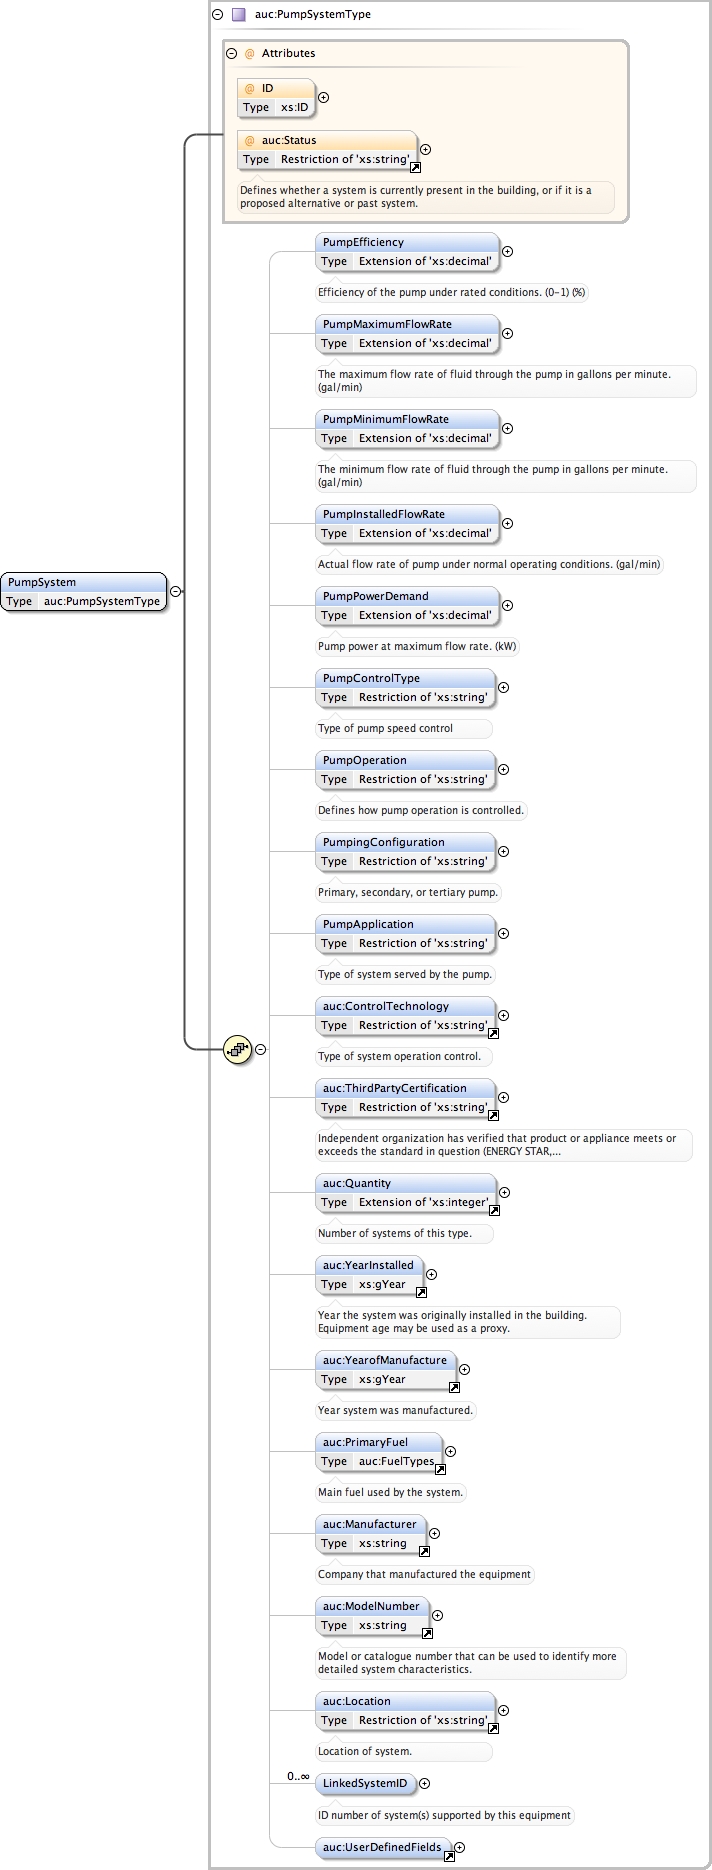 auc:PumpSystemType
@ Attributes
@ ID
Type xs:ID
@ auc:Status
Type Restriction of 'xs:string'
Defines whether a system is currently present in the building, or if it is a
proposed alternative or past system.
PumpEfficiency
Type Extension of 'xs:decimal'
Efficiency of the pump under rated conditions. (0-1) (%)
PumpMaximumFlowRate
Type Extension of 'xs:decimal'
The maximum flow rate of fluid through the pump in gallons per minute.
(gal/min)
PumpMinimumFlowRate
Type Extension of 'xs:decimal'
The minimum flow rate of fluid through the pump in gallons per minute.
(gal/min)
PumpInstalledFlowRate
Type Extension of 'xs:decimal'
Actual flow rate of pump under normal operating conditions. (gal/min)
PumpSystem
Type auc:PumpSystemType
PumpPowerDemand
Type Extension of 'xs:decimal'
Pump power at maximum flow rate. (kW)
PumpControlType
Type Restriction of 'xs:string'
Type of pump speed control
PumpOperation
Type Restriction of 'xs:string'
Defines how pump operation is controlled.
PumpingConfiguration
Type Restriction of 'xs:string'
Primary, secondary, or tertiary pump.
PumpApplication
Type Restriction of 'xs:string'
Type of system served by the pump.
auc:ControlTechnology
Type Restriction of 'xs:string'
Type of system operation control.
auc:ThirdPartyCertification
Type Restriction of 'xs:string'
Independent organization has verified that product or appliance meets or
exceeds the standard in question (ENERGY STAR,...
auc:Quantity
Type Extension of 'xs:integer'
Number of systems of this type.
auc:YearInstalled
Type xs:gYear
Year the system was originally installed in the building.
Equipment age may be used as a proxy.
auc:YearofManufacture
Type xs:gYear
Year system was manufactured.
auc:PrimaryFuel
Type auc:FuelTypes
Main fuel used by the system.
auc:Manufacturer
Type xs:string
Company that manufactured the equipment
auc:ModelNumber
Type xs:string
Model or catalogue number that can be used to identify more
detailed system characteristics.
auc:Location
Type Restriction of 'xs:string'
Location of system.
0..∞
LinkedSystemID
ID number of system(s) supported by this equipment
auc:UserDefinedFields